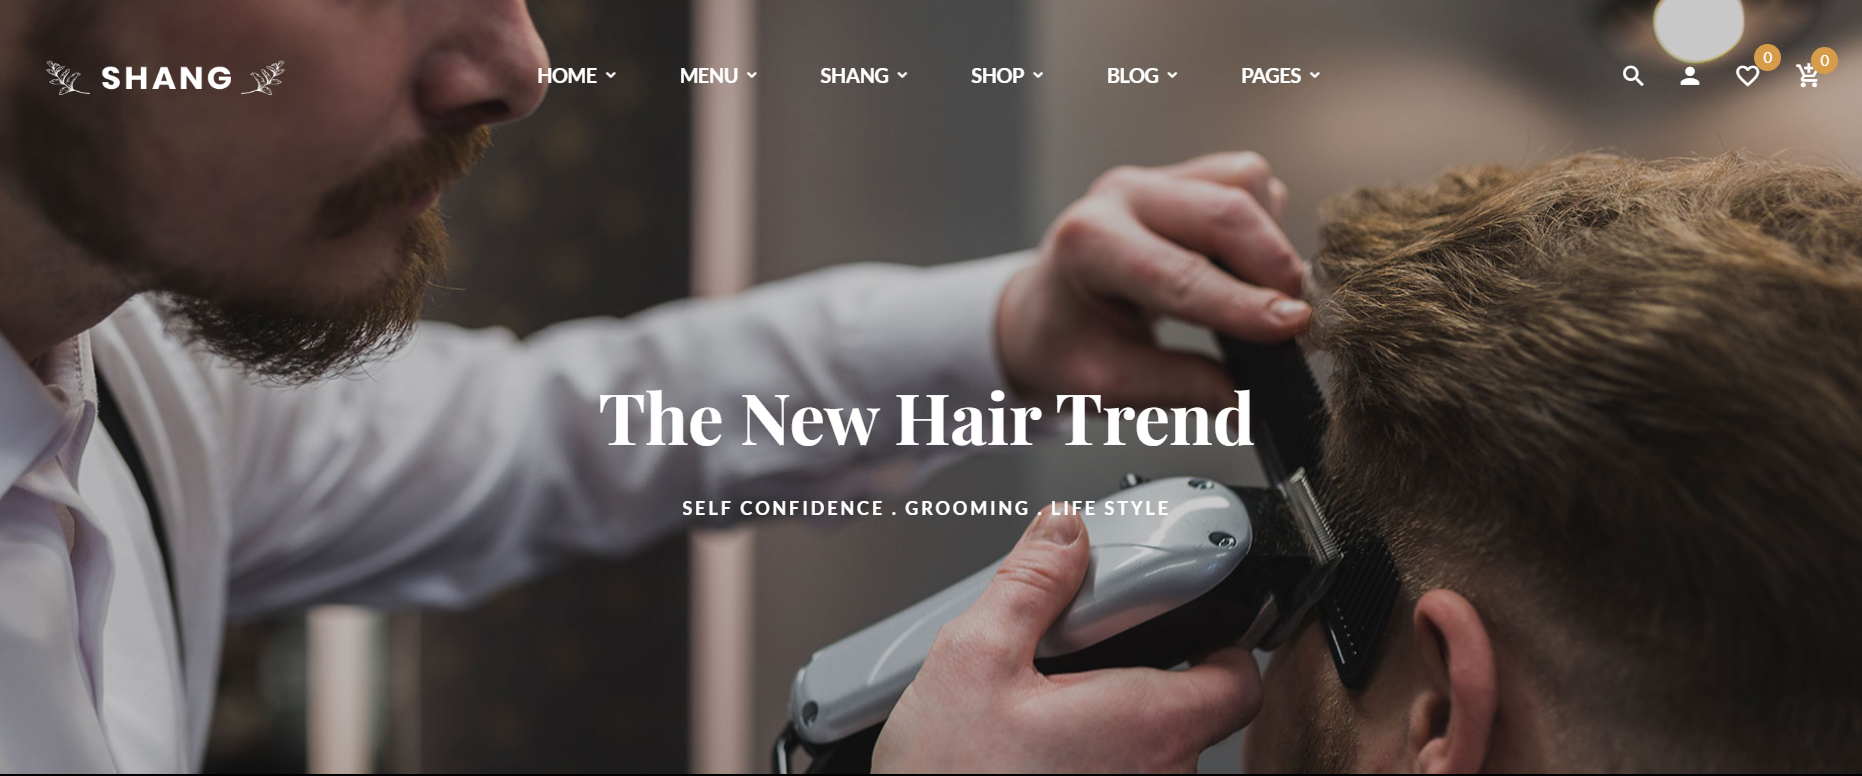 SHANG
HOME MENU SHANG SHOP BLOG PAGES
0 0
The New Hair Trend
SELF CONFIDENCE . GROOMING . LIFE STYLE